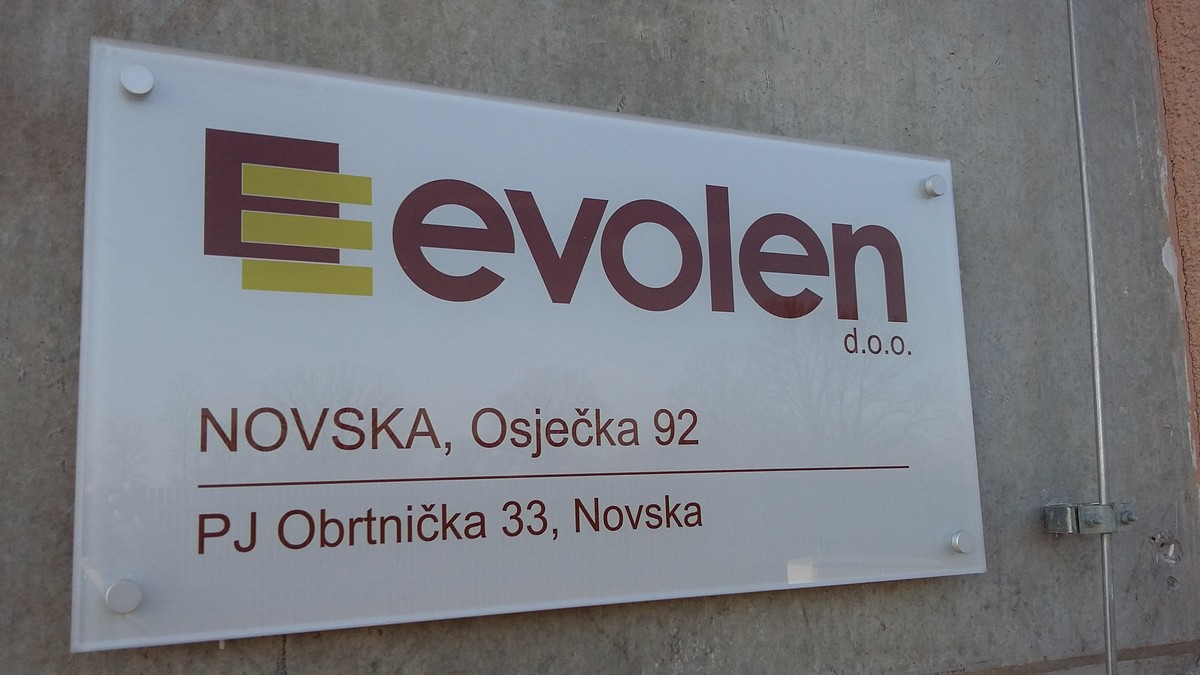 evolen
d.o.o.
NOVSKA, Osječka 92
PJ Obrtnička 33, Novska